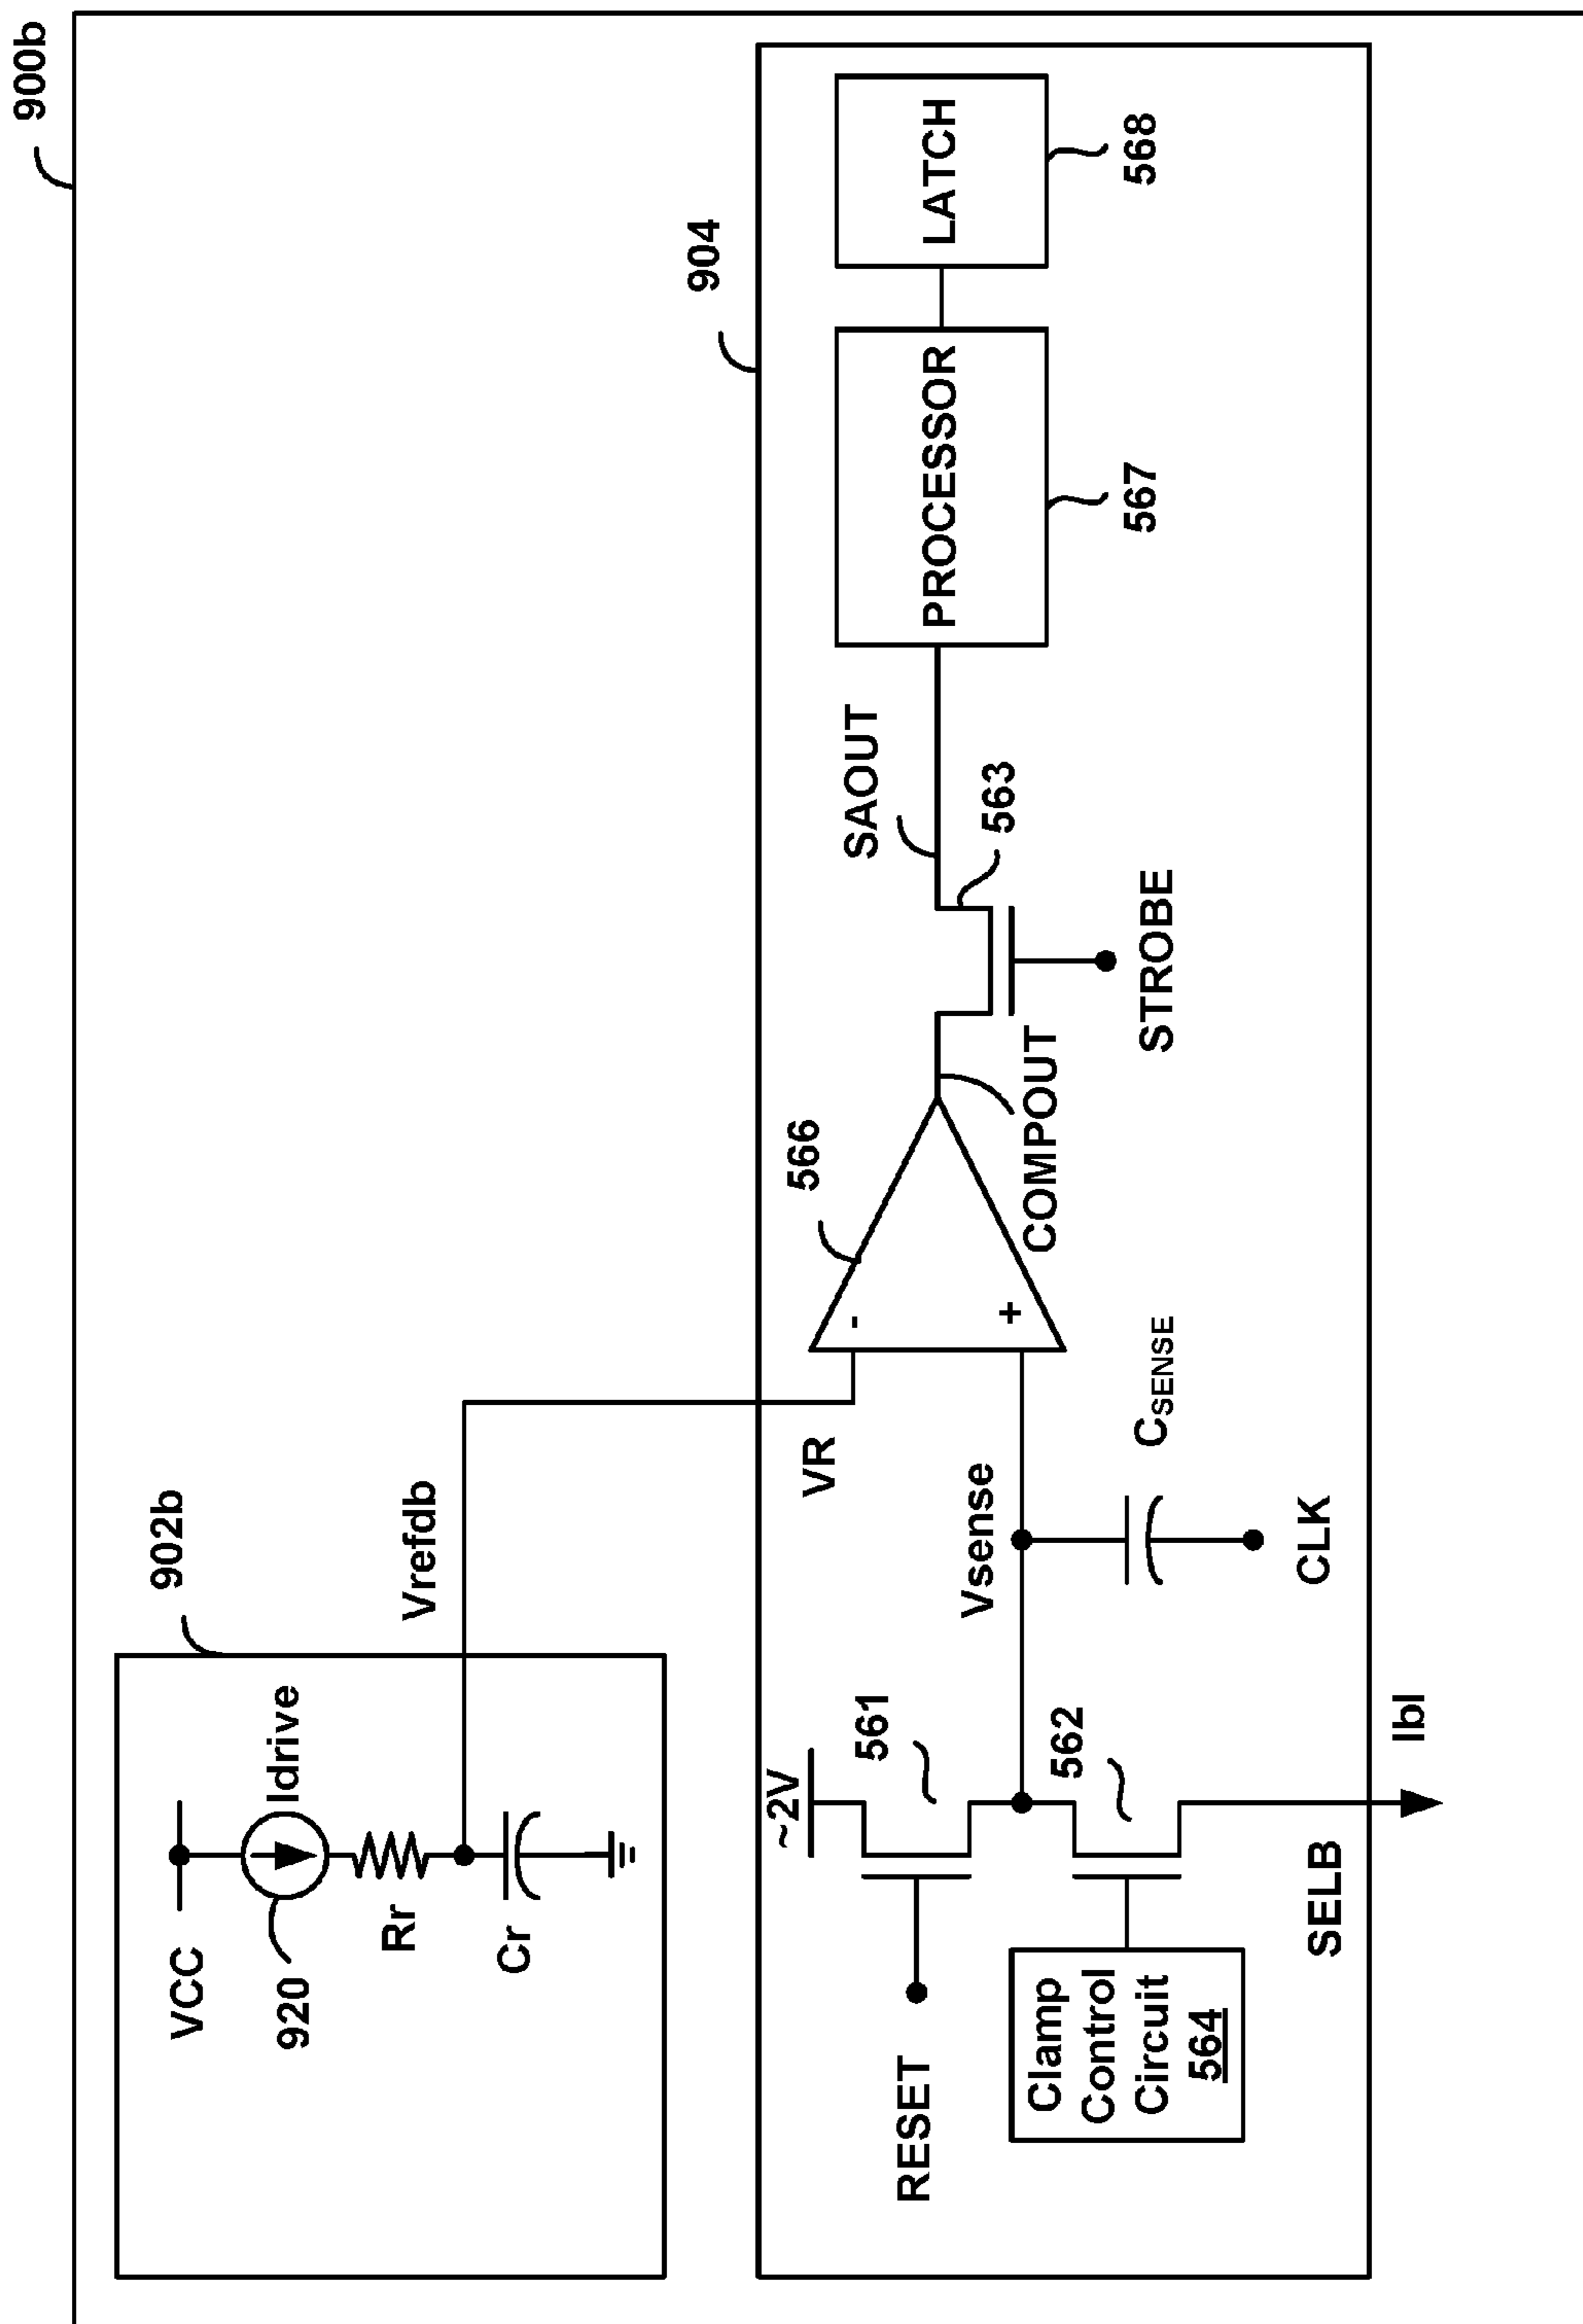 900b
902b
VCC
Idrive
920
Rr
Cr
Vrefdb
904
~2V
VR
566
SAOUT
PROCESSOR
LATCH
561
RESET
Vsense
-
+
COMPOUT
563
567
568
562
Clamp
Control
Circuit
564
CSENSE
STROBE
CLK
SELB
Ibl